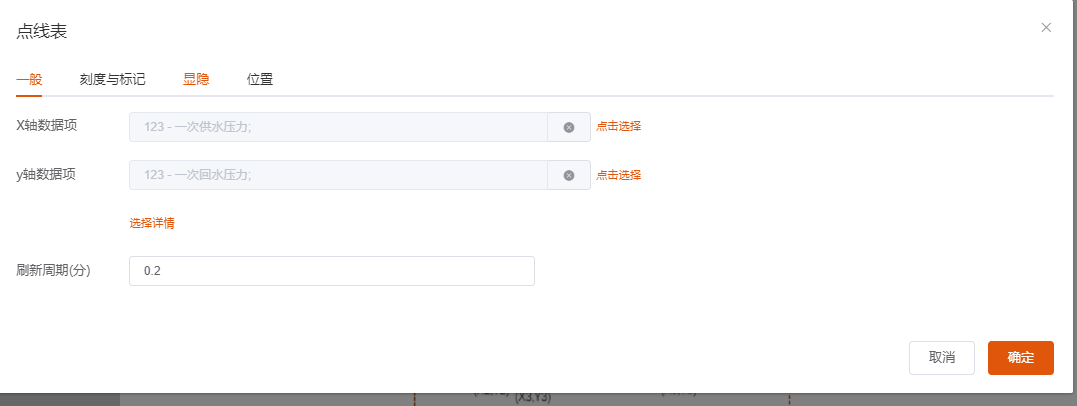 点线表
一般 刻度与标记 显隐 位置
X轴数据项 123 - 一次供水压力; 点击选择
y轴数据项 123 - 一次回水压力; 点击选择
选择详情
刷新周期(分) 0.2
取消 确定
(X3,Y3)